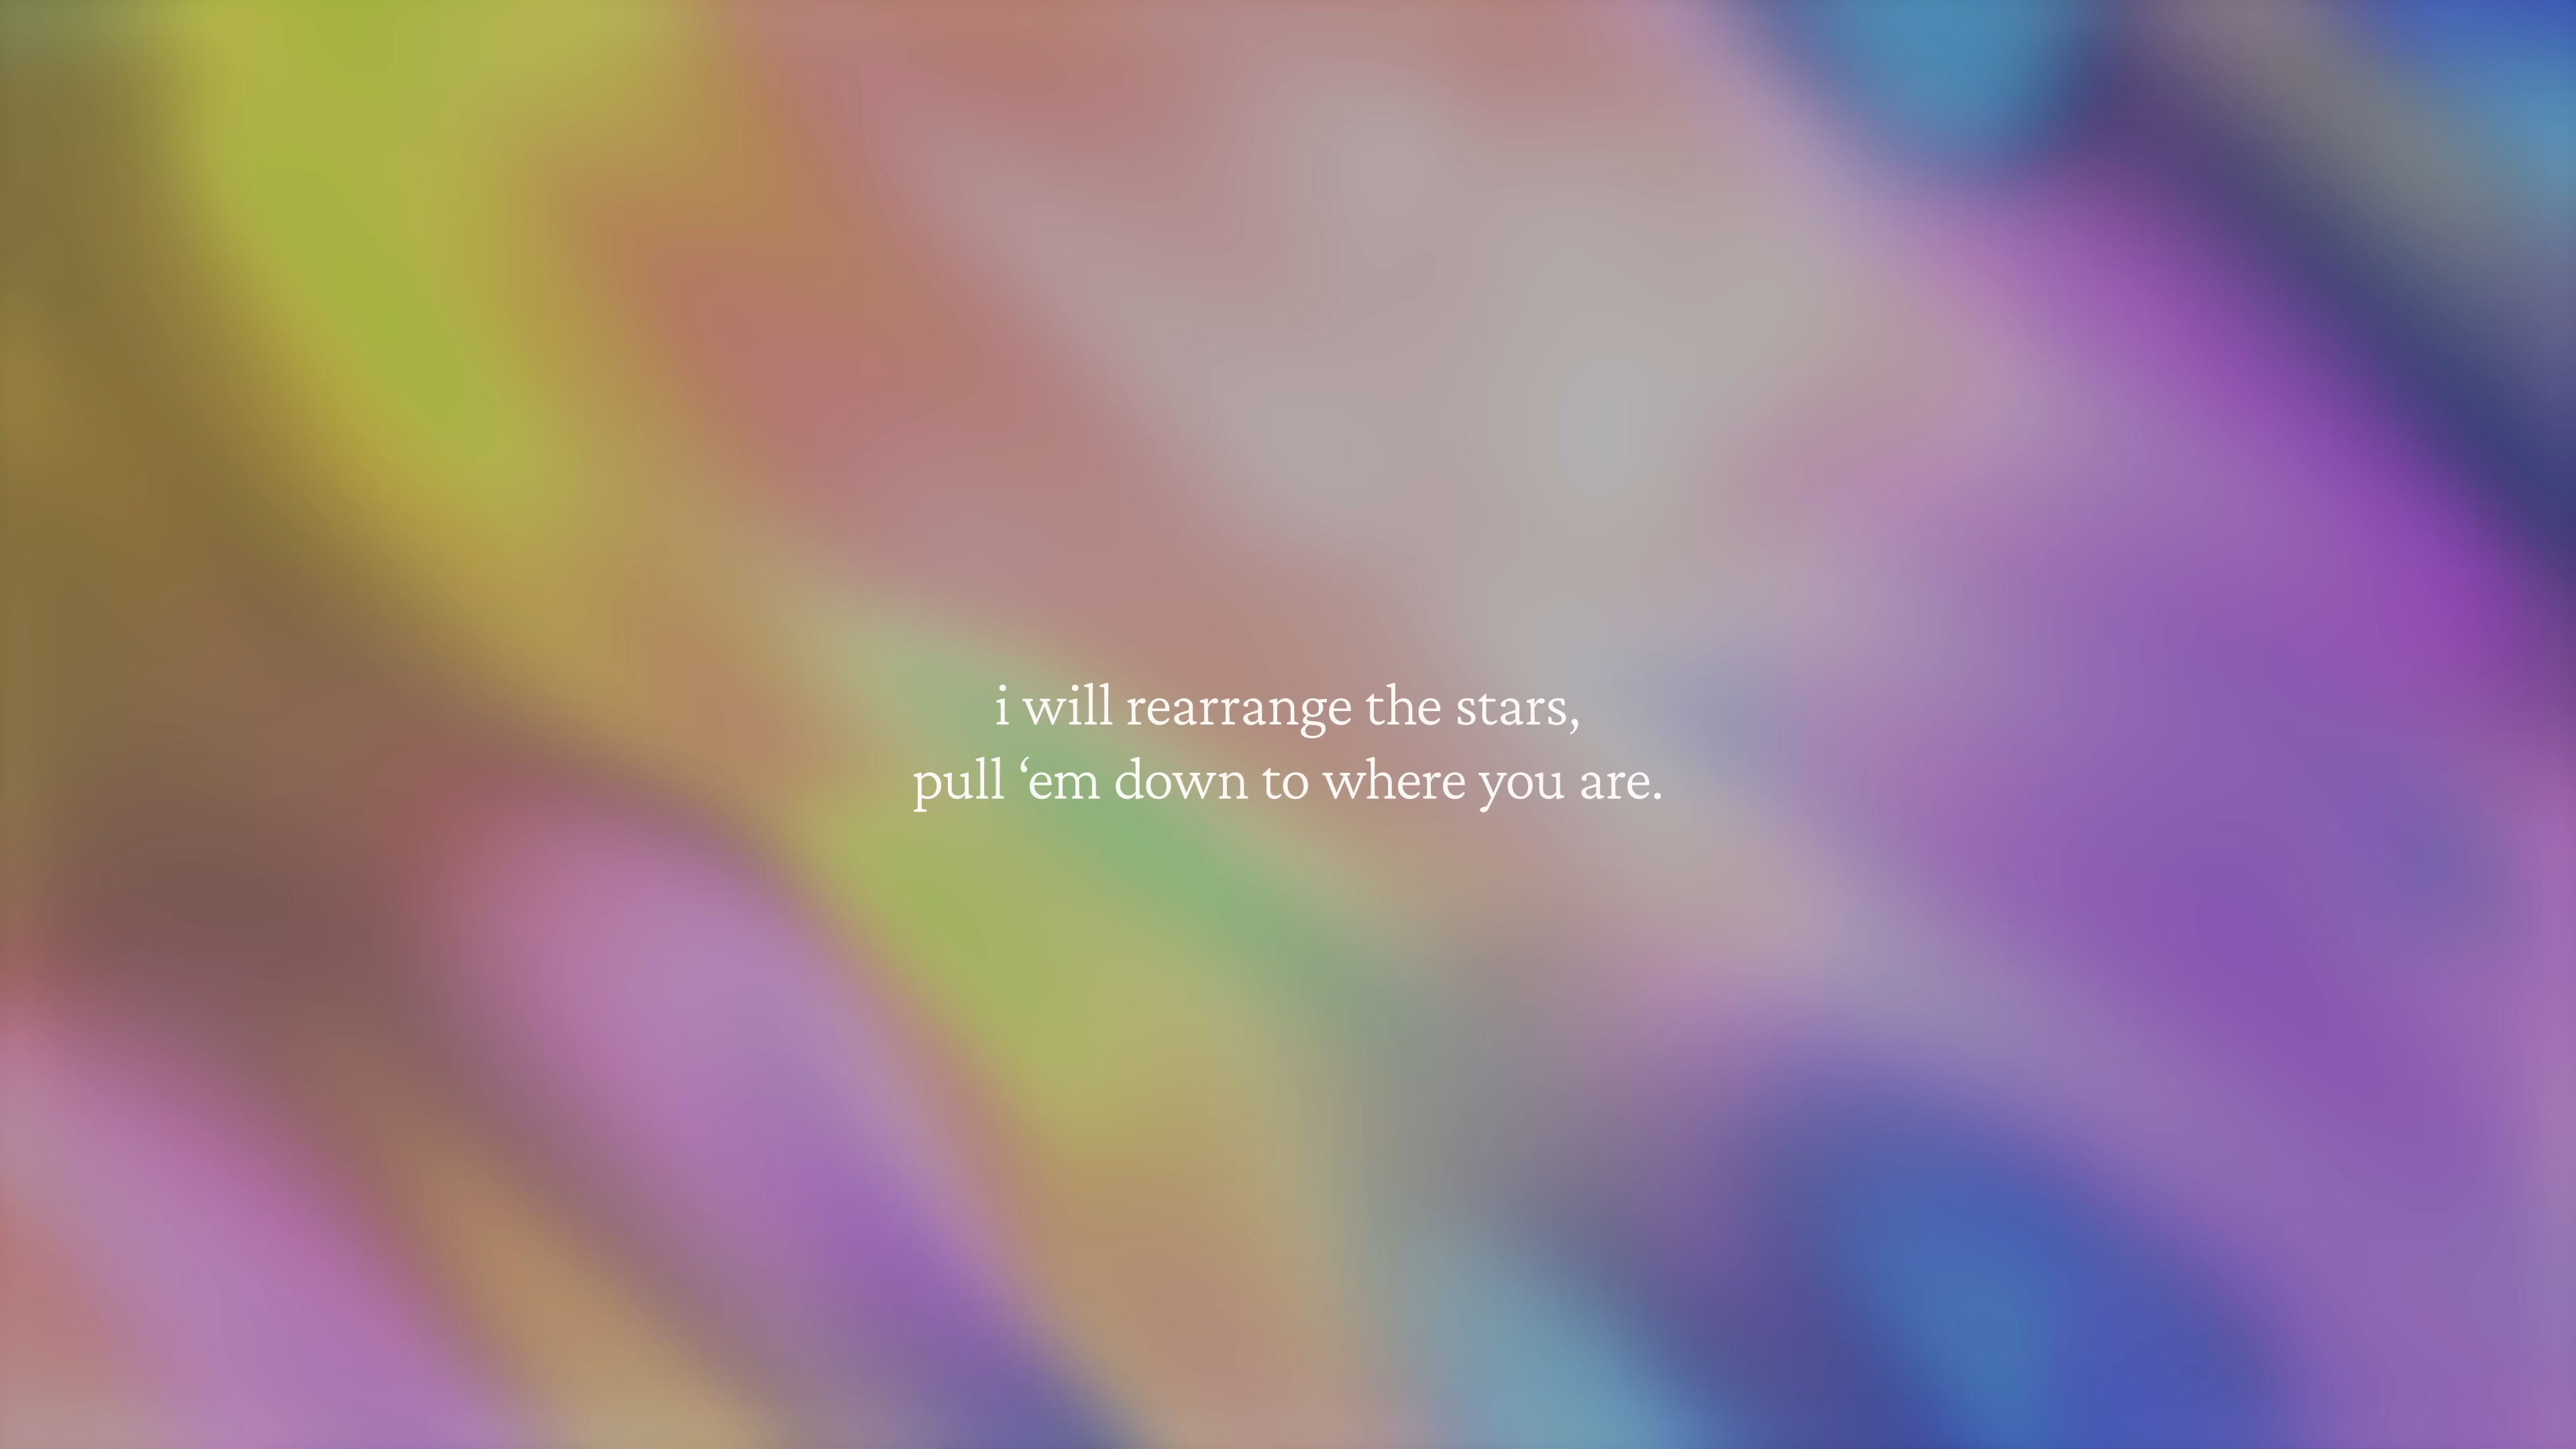 i will rearrange the stars,
pull ‘em down to where you are.